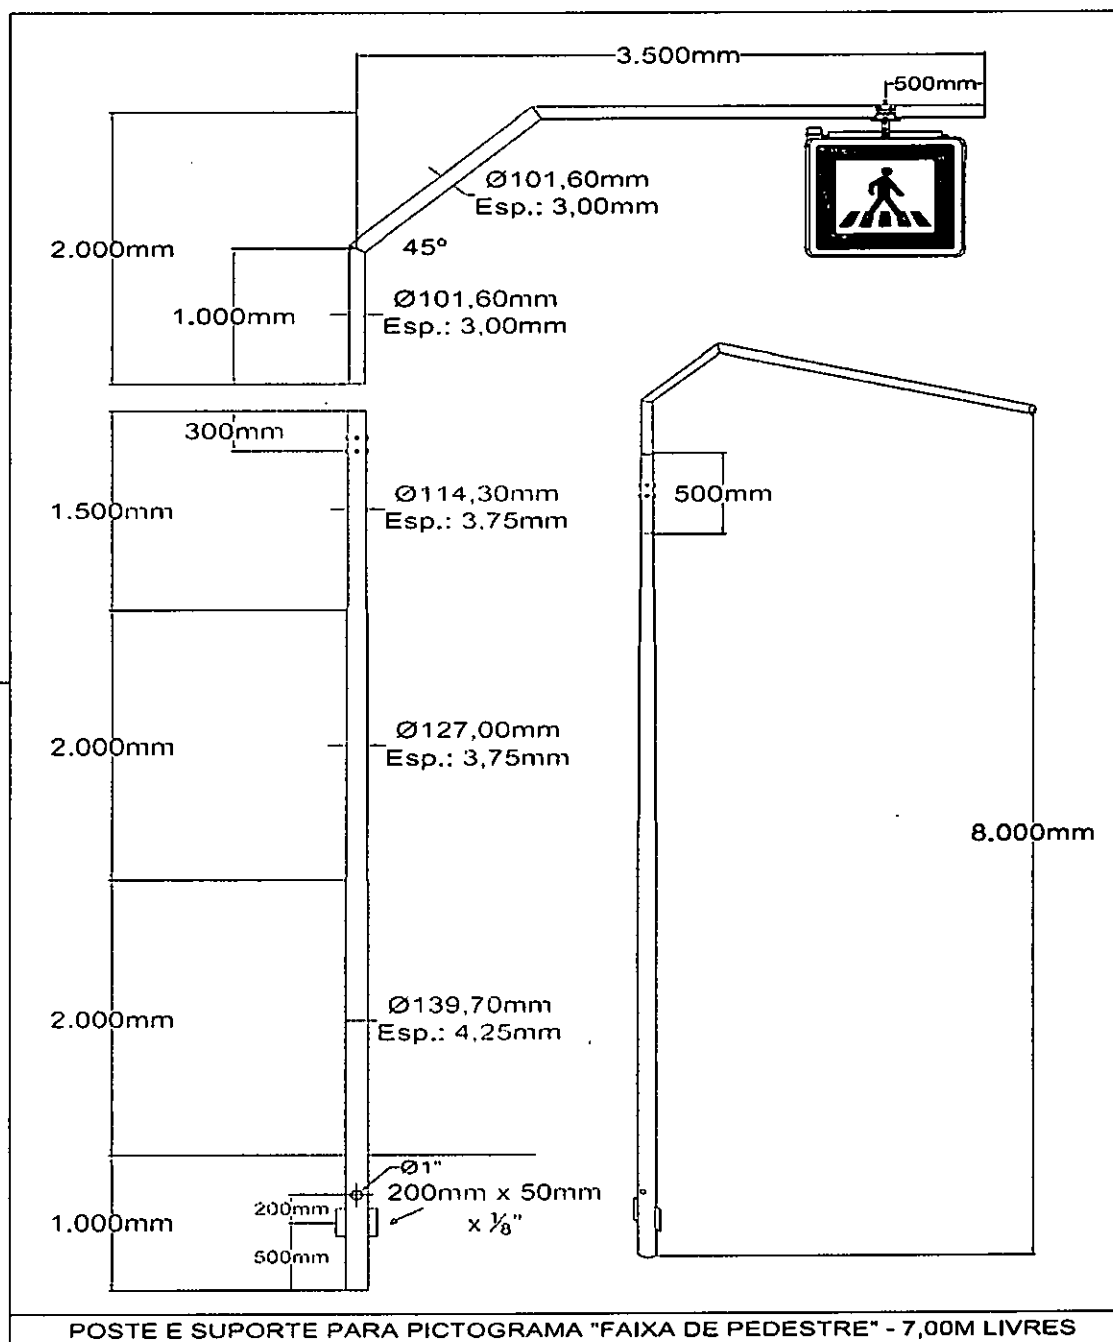 3.500mm
500mm
Ø101,60mm
Esp.: 3,00mm
2.000mm
45º
1.000mm
Ø101,60mm
Esp.: 3,00mm
300mm
1.500mm
Ø114,30mm
Esp.: 3,75mm
500mm
2.000mm
Ø127,00mm
Esp.: 3,75mm
8.000mm
2.000mm
Ø139,70mm
Esp.: 4,25mm
Ø1"
200mm x 50mm
x ⅛"
200mm
1.000mm
500mm
POSTE E SUPORTE PARA PICTOGRAMA "FAIXA DE PEDESTRE" - 7,00M LIVRES